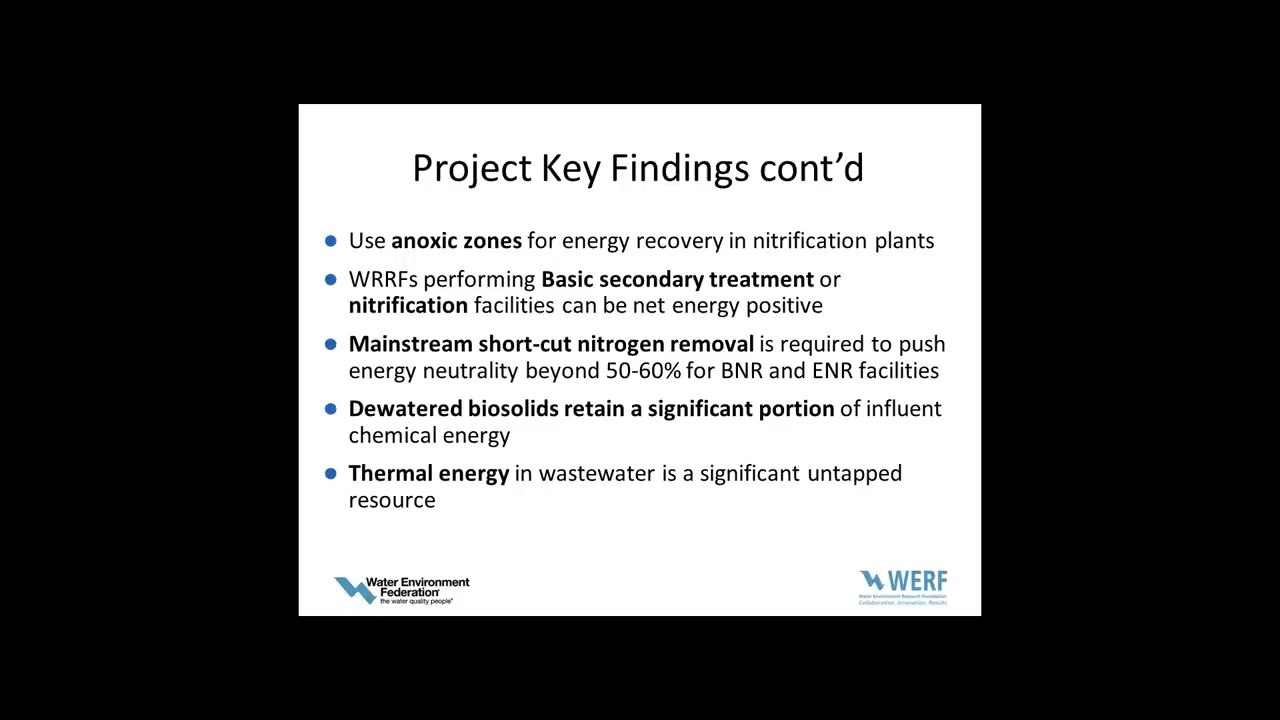 Project Key Findings cont’d
● Use anoxic zones for energy recovery in nitrification plants
● WRRFs performing Basic secondary treatment or
nitrification facilities can be net energy positive
● Mainstream short-cut nitrogen removal is required to push
energy neutrality beyond 50-60% for BNR and ENR facilities
● Dewatered biosolids retain a significant portion of influent
chemical energy
● Thermal energy in wastewater is a significant untapped
resource
Water Environment
Federation
the water quality people®
WERF
Water Environment Research Foundation
Collaboration. Innovation. Results.